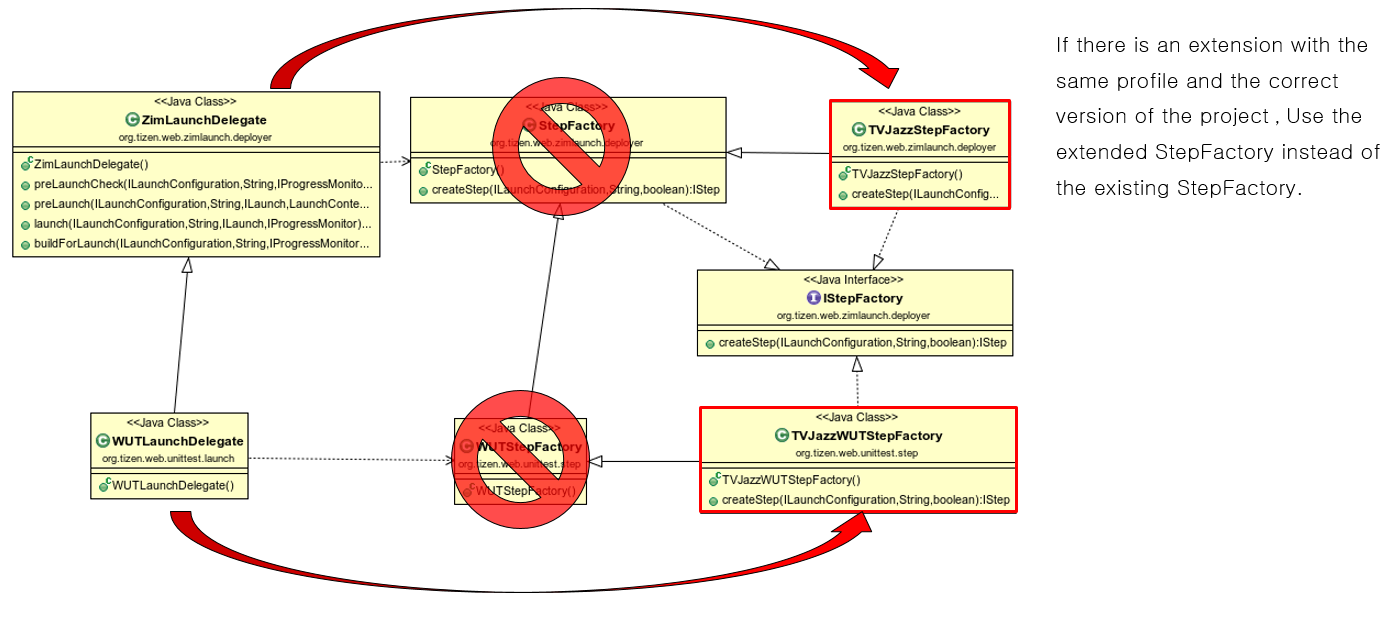 <<Java Class>>
ZimLaunchDelegate
org.tizen.web.zimlaunch.deployer
ZimLaunchDelegate()
preLaunchCheck(ILaunchConfiguration,String,IProgressMonito...
preLaunch(ILaunchConfiguration,String,ILaunch,LaunchConte...
launch(ILaunchConfiguration,String,ILaunch,IProgressMonitor)...
buildForLaunch(ILaunchConfiguration,String,IProgressMonitor...
<<Java Class>>
StepFactory
org.tizen.web.zimlaunch.deployer
StepFactory()
createStep(ILaunchConfiguration,String,boolean):IStep
<<Java Class>>
TVJazzStepFactory
org.tizen.web.zimlaunch.deployer
TVJazzStepFactory()
createStep(ILaunchConfig...
If there is an extension with the
same profile and the correct
version of the project , Use the
extended StepFactory instead of
the existing StepFactory.
<<Java Interface>>
IStepFactory
org.tizen.web.zimlaunch.deployer
createStep(ILaunchConfiguration,String,boolean):IStep
<<Java Class>>
WUTLaunchDelegate
org.tizen.web.unittest.launch
WUTLaunchDelegate()
<<Java Class>>
WUTStepFactory
org.tizen.web.unittest.step
WUTStepFactory()
<<Java Class>>
TVJazzWUTStepFactory
org.tizen.web.unittest.step
TVJazzWUTStepFactory()
createStep(ILaunchConfiguration,String,boolean):IStep